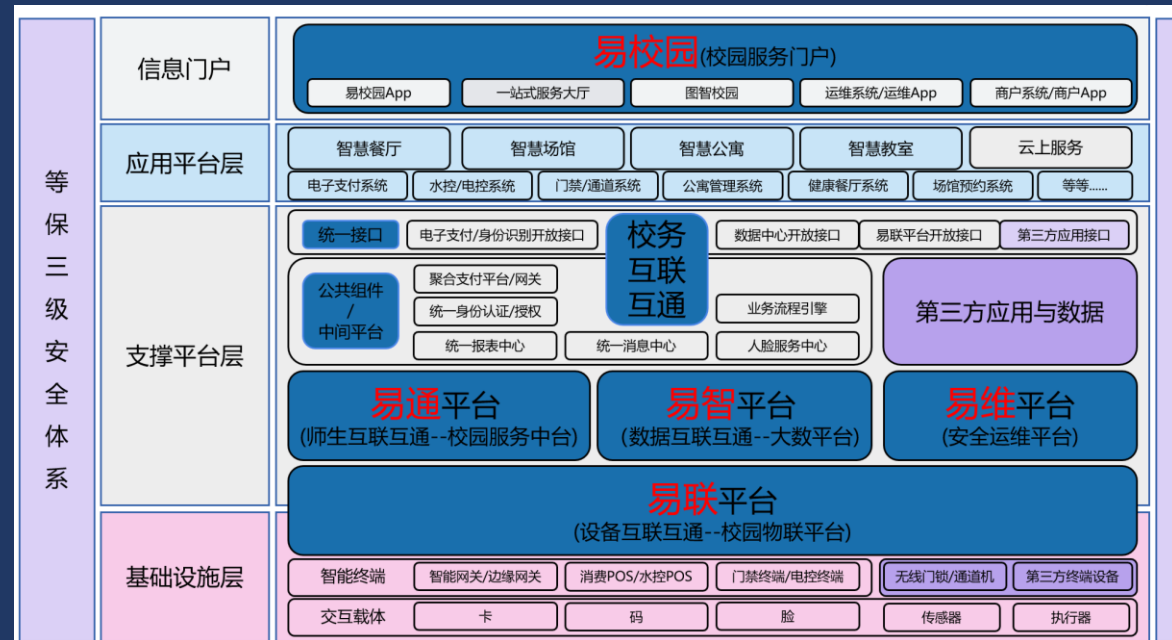 等保三级安全体系
信息门户
易校园(校园服务门户)
易校园App
一站式服务大厅
图智校园
运维系统/运维App
商户系统/商户App
应用平台层
智慧餐厅
智慧场馆
智慧公寓
智慧教室
云上服务
电子支付系统
水控/电控系统
门禁/通道系统
公寓管理系统
健康餐厅系统
场馆预约系统
等等......
支撑平台层
统一接口
电子支付/身份识别开放接口
校务
互联
互通
数据中心开放接口
易联平台开放接口
第三方应用接口
公共组件
/
中间平台
聚合支付平台/网关
统一身份认证/授权
统一报表中心
统一消息中心
业务流程引擎
人脸服务中心
第三方应用与数据
易通平台
(师生互联互通--校园服务中台)
易智平台
(数据互联互通--大数平台)
易维平台
(安全运维平台)
易联平台
(设备互联互通--校园物联平台)
基础设施层
智能终端
智能网关/边缘网关
消费POS/水控POS
门禁终端/电控终端
无线门锁/通道机
第三方终端设备
交互载体
卡
码
脸
传感器
执行器